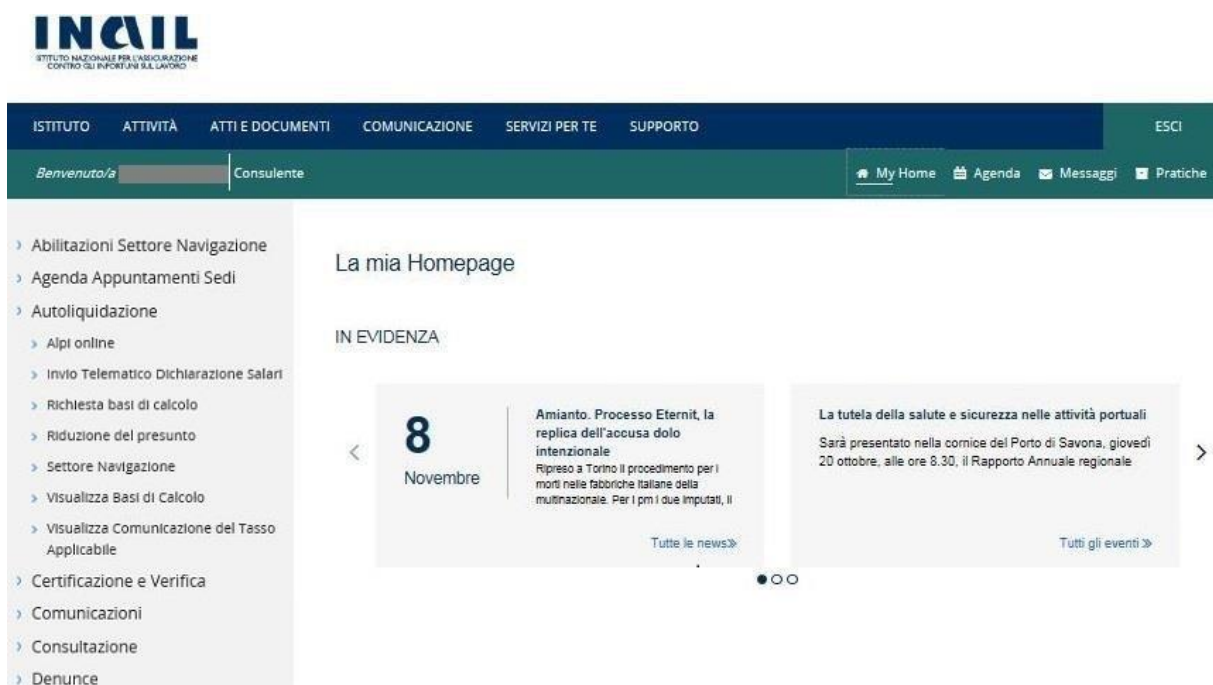 INAIL
ISTITUTO NAZIONALE PER L'ASSICURAZIONE
CONTRO GLI INFORTUNI SUL LAVORO
ISTITUTO ATTIVITÀ ATTI E DOCUMENTI COMUNICAZIONE SERVIZI PER TE SUPPORTO ESCI
Benvenuto/a Consulente My Home Agenda Messaggi Pratiche
Abilitazioni Settore Navigazione
Agenda Appuntamenti Sedi
Autoliquidazione
Alpi online
Invio Telematico Dichiarazione Salari
Richiesta basi di calcolo
Riduzione del presunto
Settore Navigazione
Visualizza Basi di Calcolo
Visualizza Comunicazione del Tasso
Applicabile
Certificazione e Verifica
Comunicazioni
Consultazione
Denunce
La mia Homepage
IN EVIDENZA
8
Novembre
Amianto. Processo Eternit, la
replica dell'accusa dolo
intenzionale
Ripreso a Torino il procedimento per i
morti nelle fabbriche italiane della
multinazionale. Per i pm i due imputati, il
Tutte le news»
La tutela della salute e sicurezza nelle attività portuali
Sarà presentato nella cornice del Porto di Savona, giovedì
20 ottobre, alle ore 8.30, il Rapporto Annuale regionale
Tutti gli eventi »